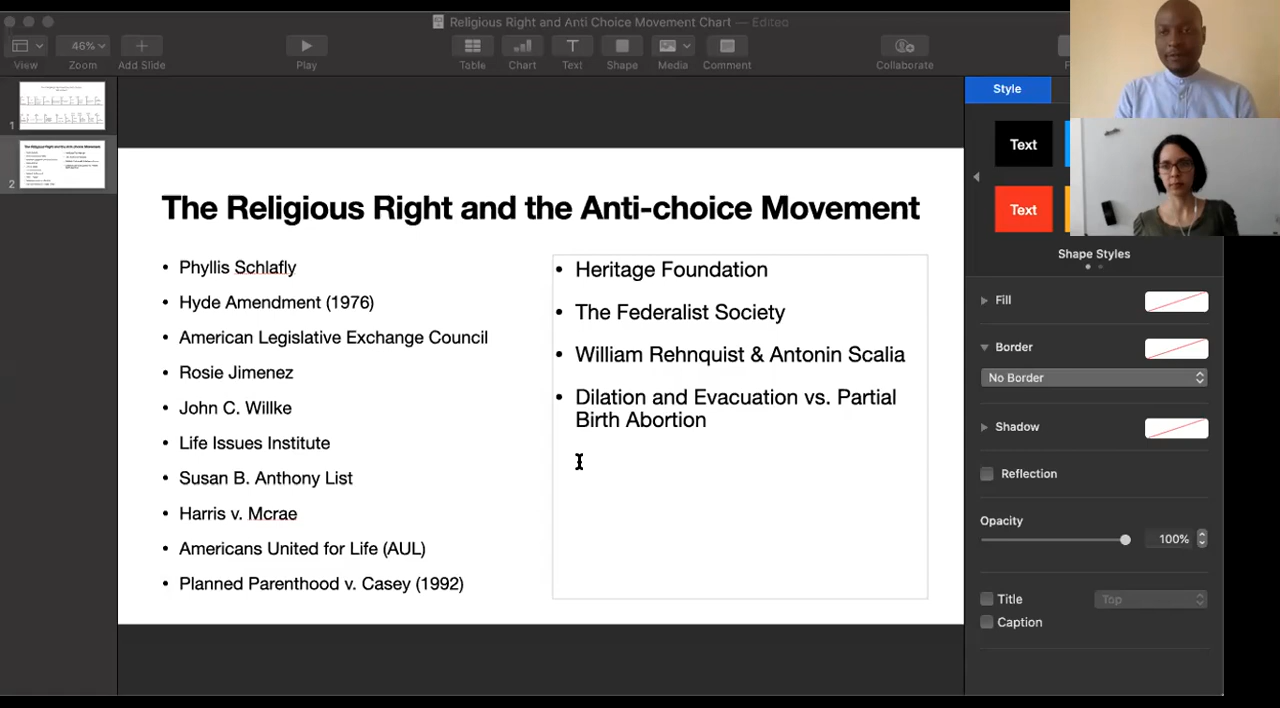 Religious Right and Anti Choice Movement Chart — Edited
46%
View
Zoom
Add Slide
Play
Table
Chart
Text
Shape
Media
Comment
Collaborate
Style
1
2
The Religious Right and the Anti-choice Movement
• Phyllis Schlafly
• Hyde Amendment (1976)
• American Legislative Exchange Council
• Rosie Jimenez
• John C. Willke
• Life Issues Institute
• Susan B. Anthony List
• Harris v. Mcrae
• Americans United for Life (AUL)
• Planned Parenthood v. Casey (1992)
• Heritage Foundation
• The Federalist Society
• William Rehnquist & Antonin Scalia
• Dilation and Evacuation vs. Partial
Birth Abortion
Text
Text
Shape Styles
Fill
Border
No Border
Shadow
Reflection
Opacity
100%
Title
Top
Caption